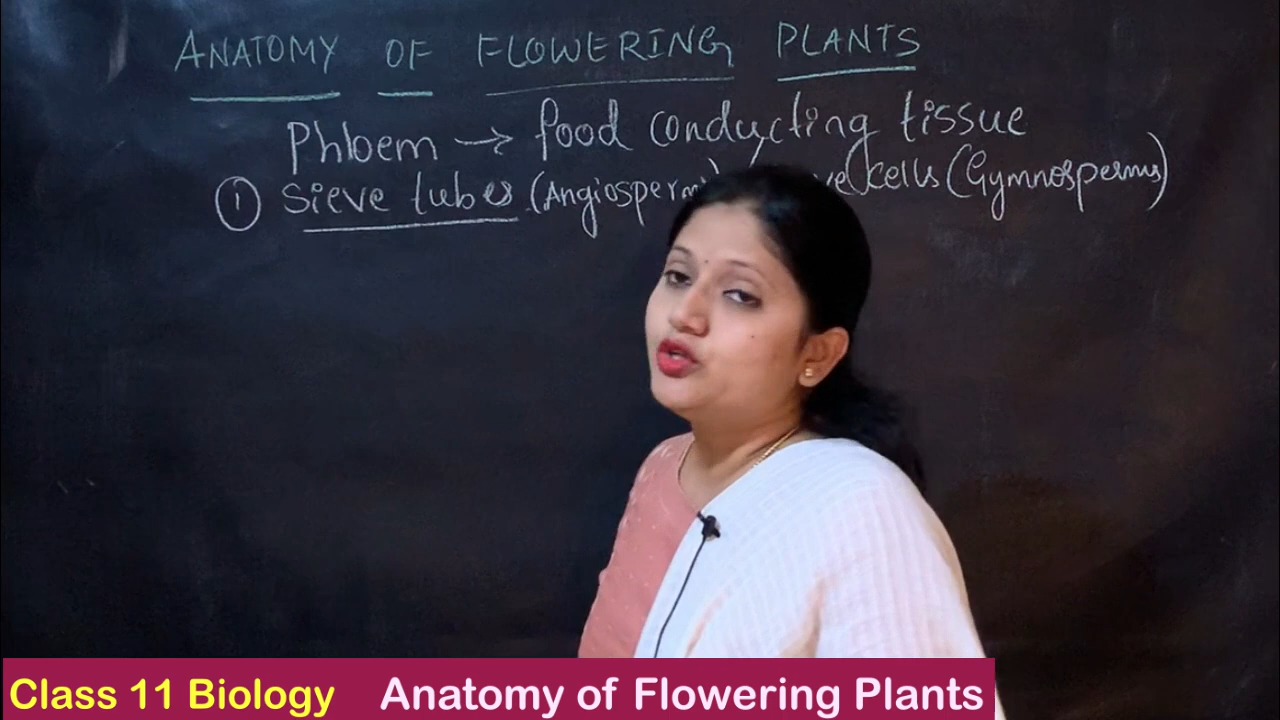 ANATOMY OF FLOWERING PLANTS
Phloem → food conducting tissue
① Sieve tubes (Angiosperms) cells (Gymnosperms)
Class 11 Biology Anatomy of Flowering Plants